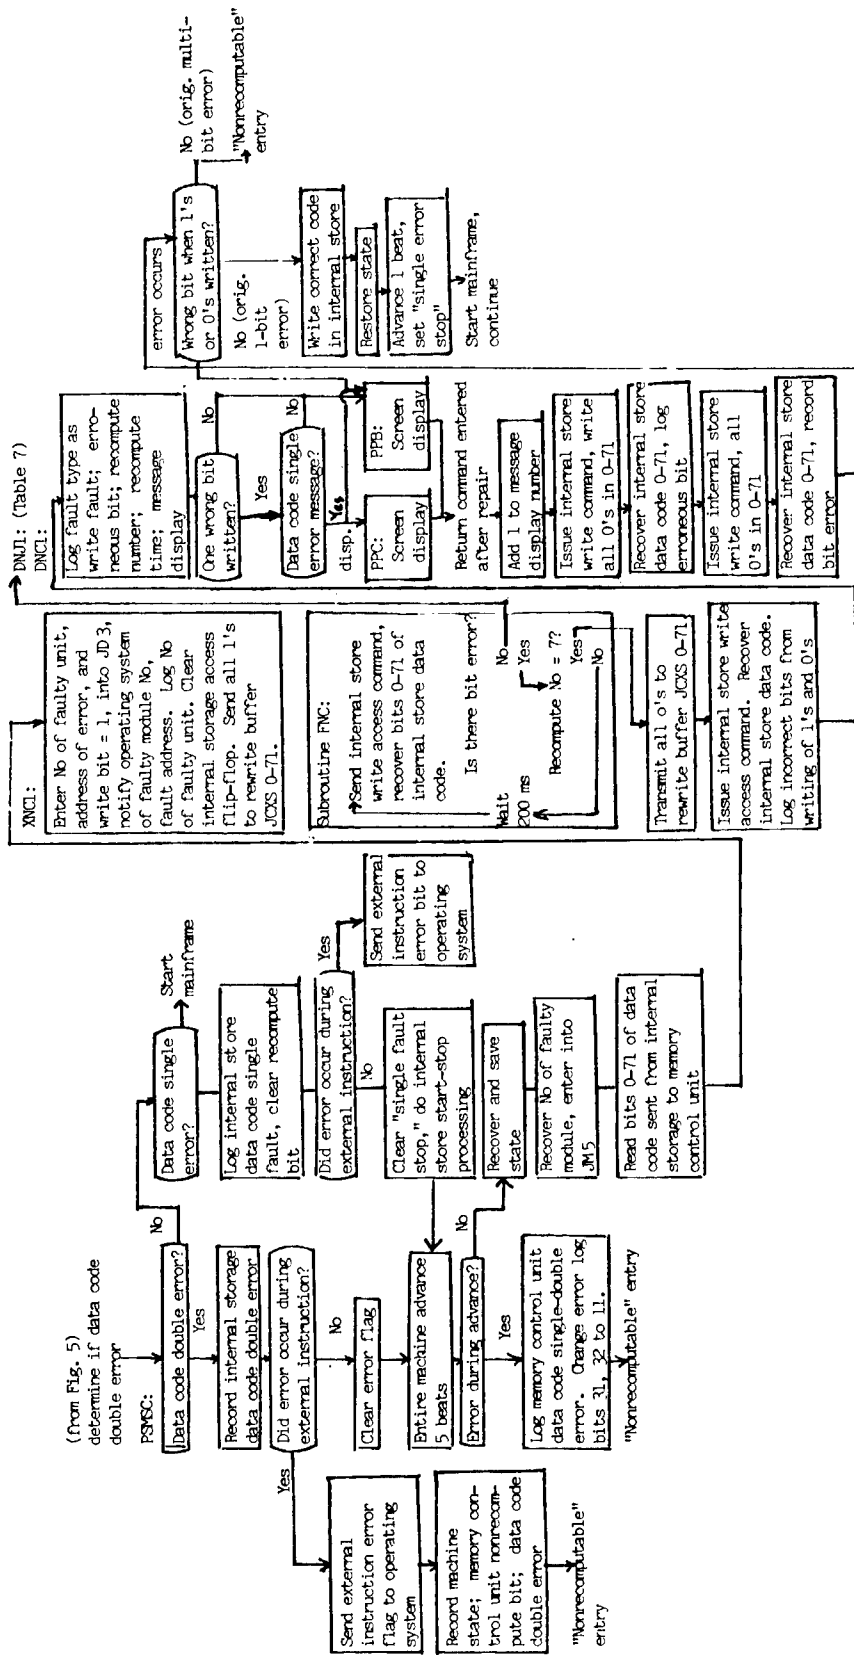 (from Fig. 5)
determine if data code
double error
PSMSC:
Data code double error?
No
Yes
Record internal storage
data code double error
Did error occur during
external instruction?
Yes
No
Send external
instruction error
flag to operating
system
Record machine
state; memory con-
trol unit nonrecom-
pute bit; data code
double error
"Nonrecomputable"
entry
Clear error flag
Entire machine advance
5 beats
Error during advance?
No
Yes
Log memory control unit
data code single-double
error. Change error log
bits 31, 32 to 11.
"Nonrecomputable" entry
Data code single
error?
Start
mainframe
Log internal store
data code single
fault, clear recompute
bit
Did error occur during
external instruction?
Yes
No
Send external
instruction
error bit to
operating
system
Clear "single fault
stop," do internal
store start-stop
processing
Recover and save
state
Recover No of faulty
module, enter into
JM5
Read bits 0-71 of data
code sent from internal
storage to memory
control unit
XNC1:
Enter No of faulty unit,
address of error, and
write bit = 1, into JD3,
notify operating system
of faulty module No,
fault address. Log No
of faulty unit. Clear
internal storage access
flip-flop. Send all 1's
to rewrite buffer
JCXS 0-71.
Subroutine FNC:
Send internal store
write access command,
recover bits 0-71 of
internal store data
code.
Is there bit error?
No
Yes
Wait
200 ms
Recompute No = 7?
Yes
No
Transmit all o's to
rewrite buffer JCXS 0-71
Issue internal store write
access command. Recover
internal store data code.
Log incorrect bits from
writing of 1's and 0's
DNJ1: (Table 7)
DNC1:
Log fault type as
write fault; erro-
neous bit; recompute
number; recompute
time; message
display
One wrong bit
written?
No
Yes
Data code single
error message?
No
Yes
disp.
PPC:
Screen
display
PPB:
Screen
display
Return command entered
after repair
Add 1 to message
display number
Issue internal store
write command, write
all 0's in 0-71
Recover internal store
data code 0-71, log
erroneous bit
Issue internal store
write command, all
0's in 0-71
Recover internal store
data code 0-71, record
bit error
error occurs
Wrong bit when 1's
or 0's written?
No (orig. multi-
bit error)
"Nonrecomputable"
entry
No (orig.
1-bit
error)
Write correct code
in internal store
Restore state
Advance 1 beat,
set "single error
stop"
Start mainframe,
continue